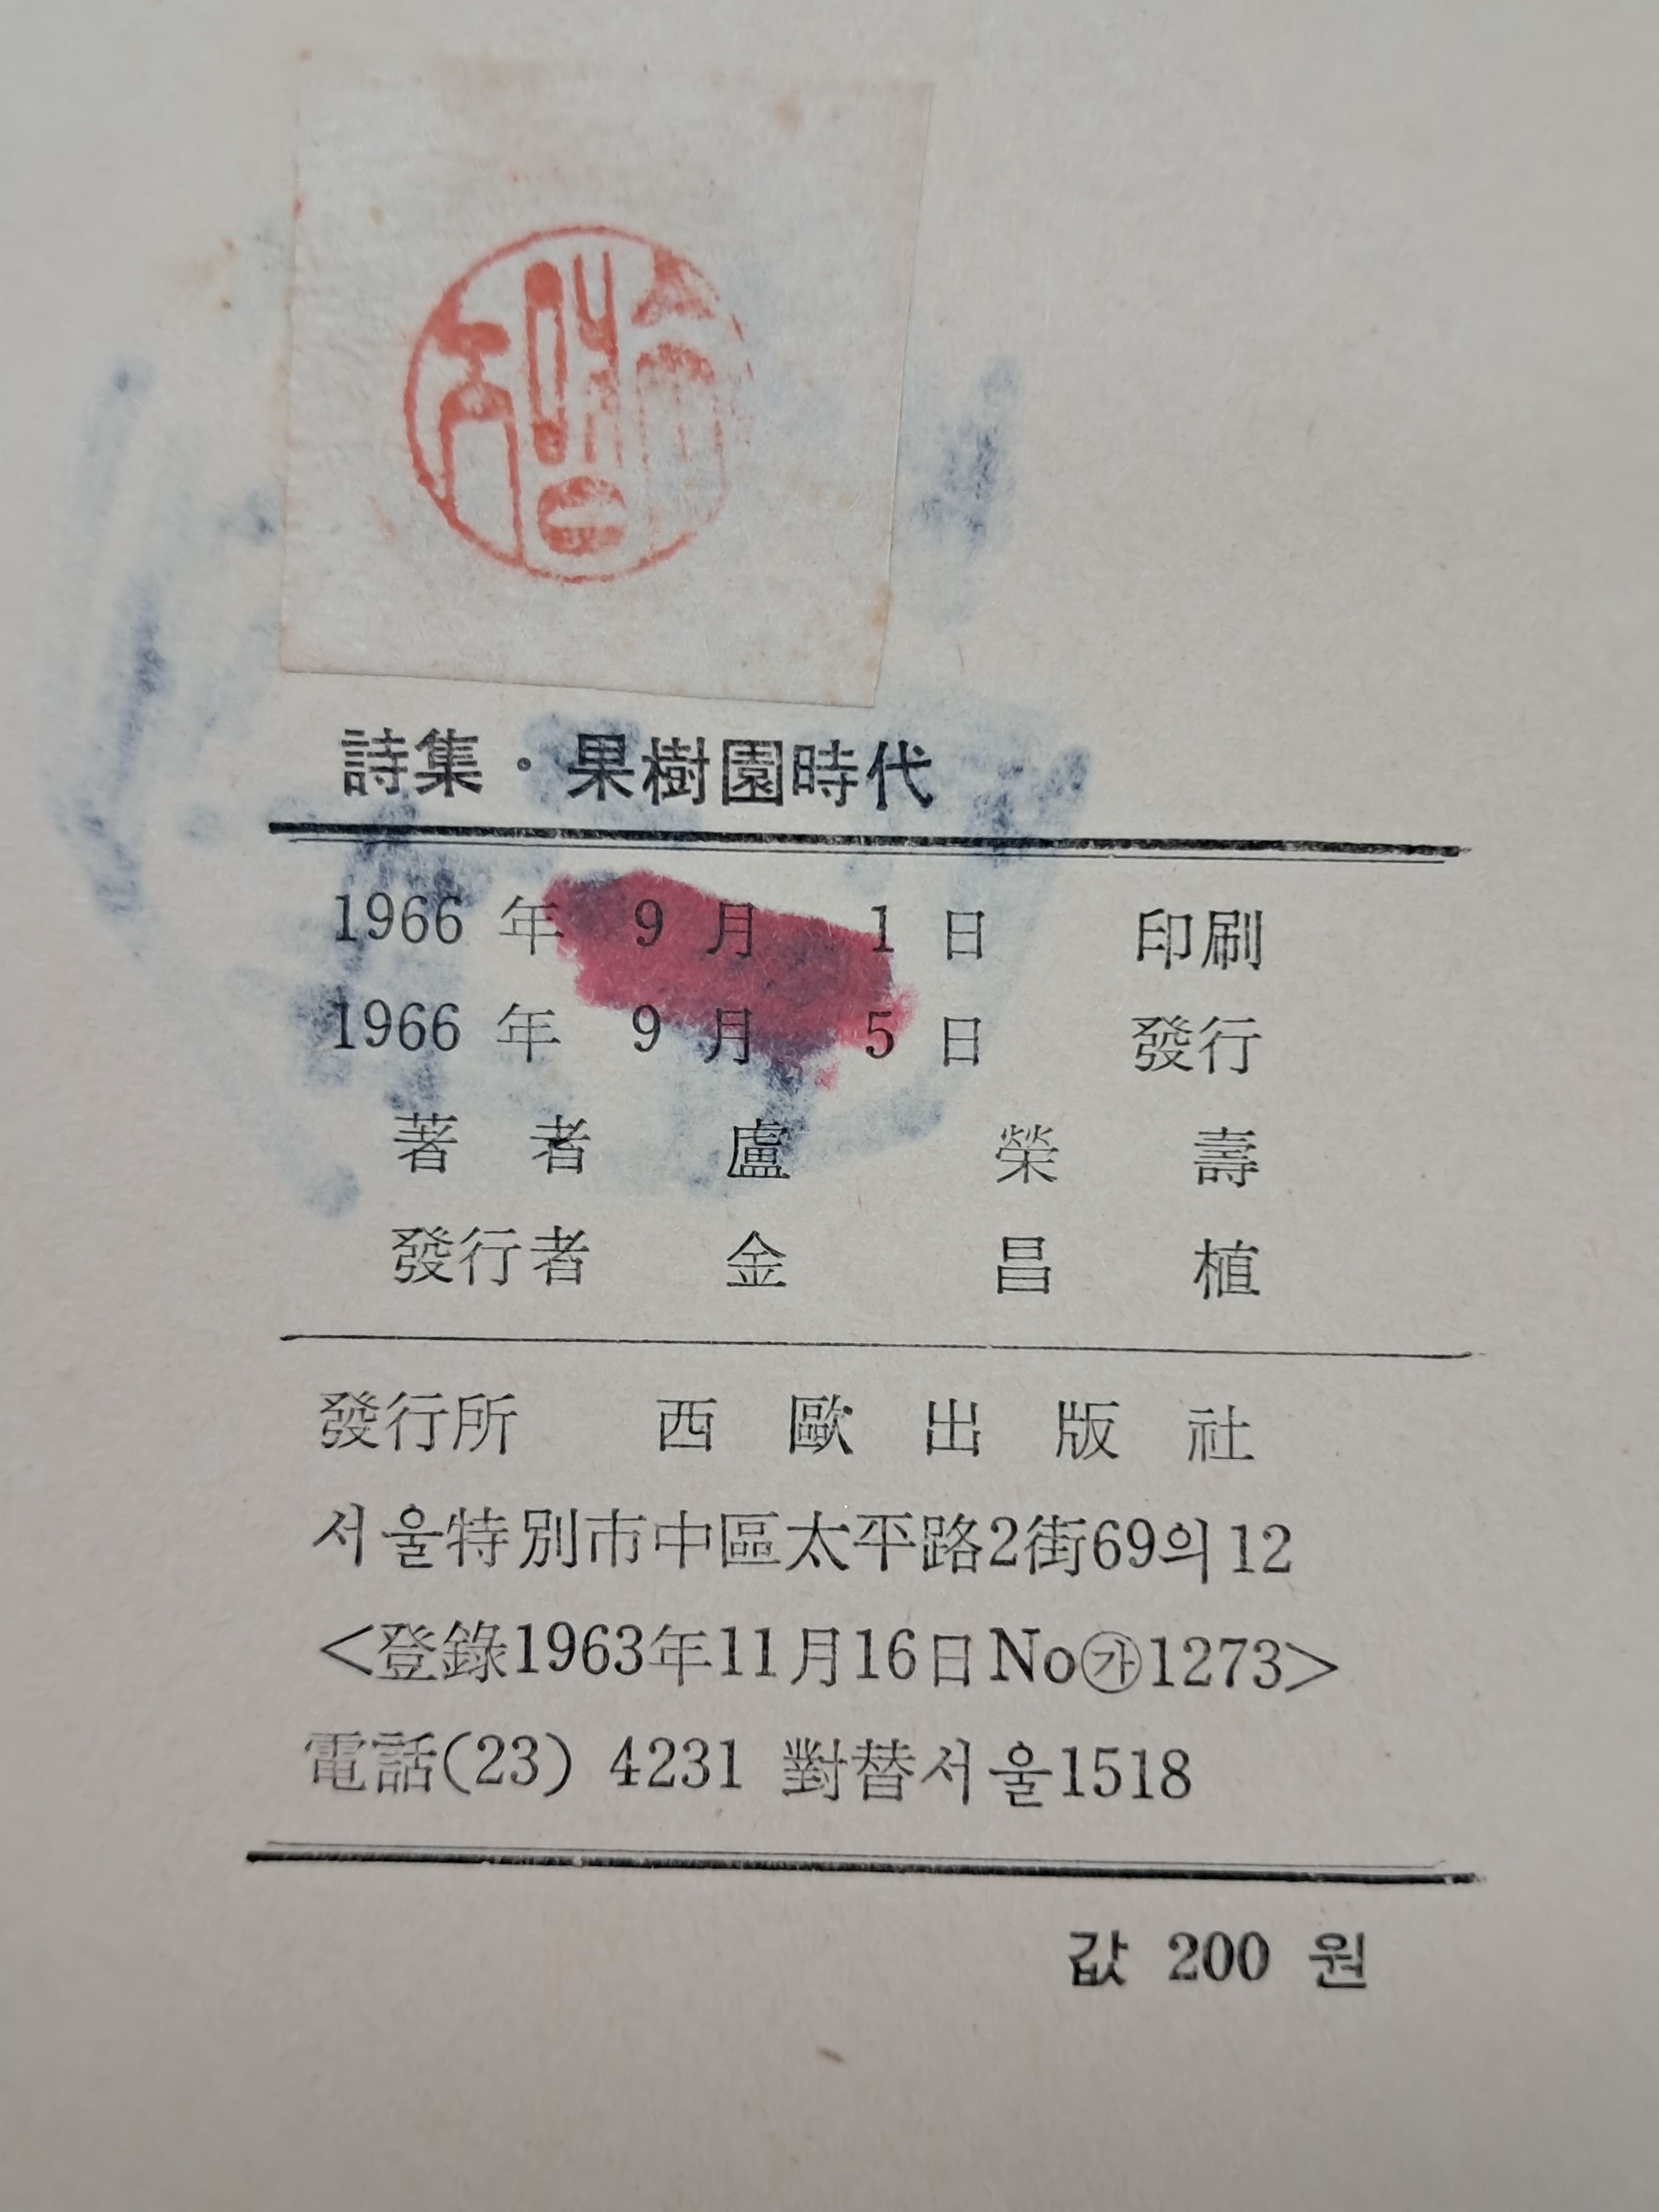 詩集・果樹園時代
1966 年 9 月 1 日 印刷
1966 年 9 月 5 日 發行
著 者 盧 榮 壽
發行者 金 昌 植
發行所 西 歐 出 版 社
서울特別市中區太平路2街69의12
<登錄1963年11月16日No㉮1273>
電話(23) 4231 對替서울1518
값 200 원